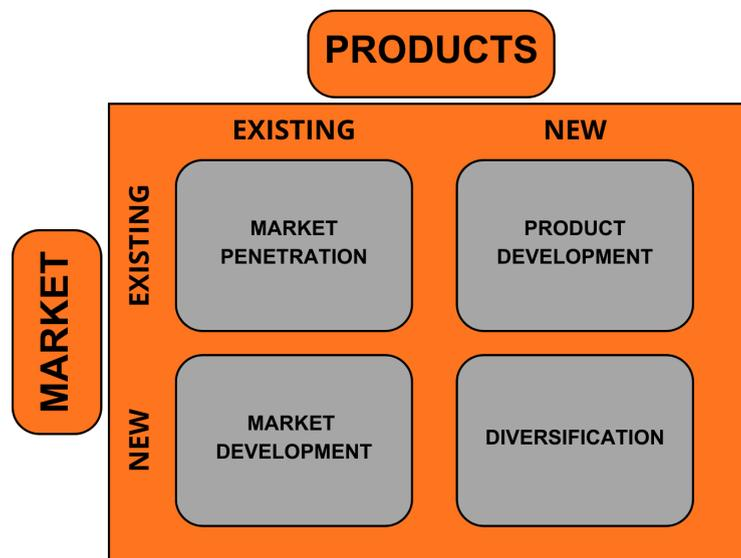 PRODUCTS
EXISTING NEW
EXISTING
MARKET
PENETRATION
PRODUCT
DEVELOPMENT
MARKET
NEW
MARKET
DEVELOPMENT
DIVERSIFICATION